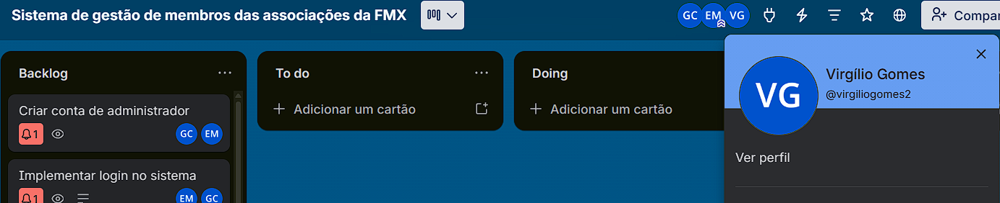 Sistema de gestão de membros das associações da FMX
GC EM VG
Compar
Backlog
Criar conta de administrador
1
GC EM
Implementar login no sistema
1
EM GC
To do
Adicionar um cartão
Doing
Adicionar um cartão
VG
Virgílio Gomes
@virgiliogomes2
Ver perfil